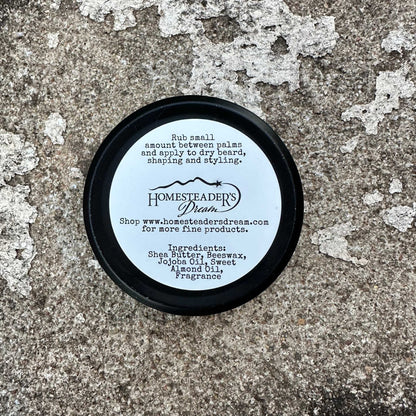 Rub small
amount between palms
and apply to dry beard,
shaping and styling.
HOMESTEADER'S
Dream
Shop www.homesteadersdream.com
for more fine products.
Ingredients:
Shea Butter, Beeswax,
Jojoba Oil, Sweet
Almond Oil,
Fragrance